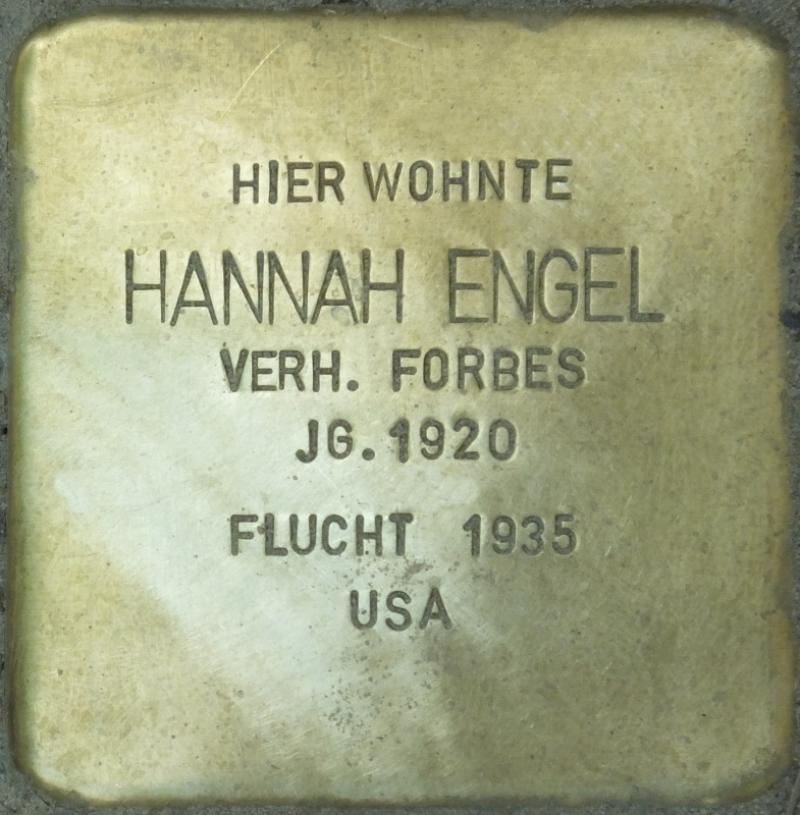 HIER WOHNTE
HANNAH ENGEL
VERH. FORBES
JG. 1920
FLUCHT 1935
USA